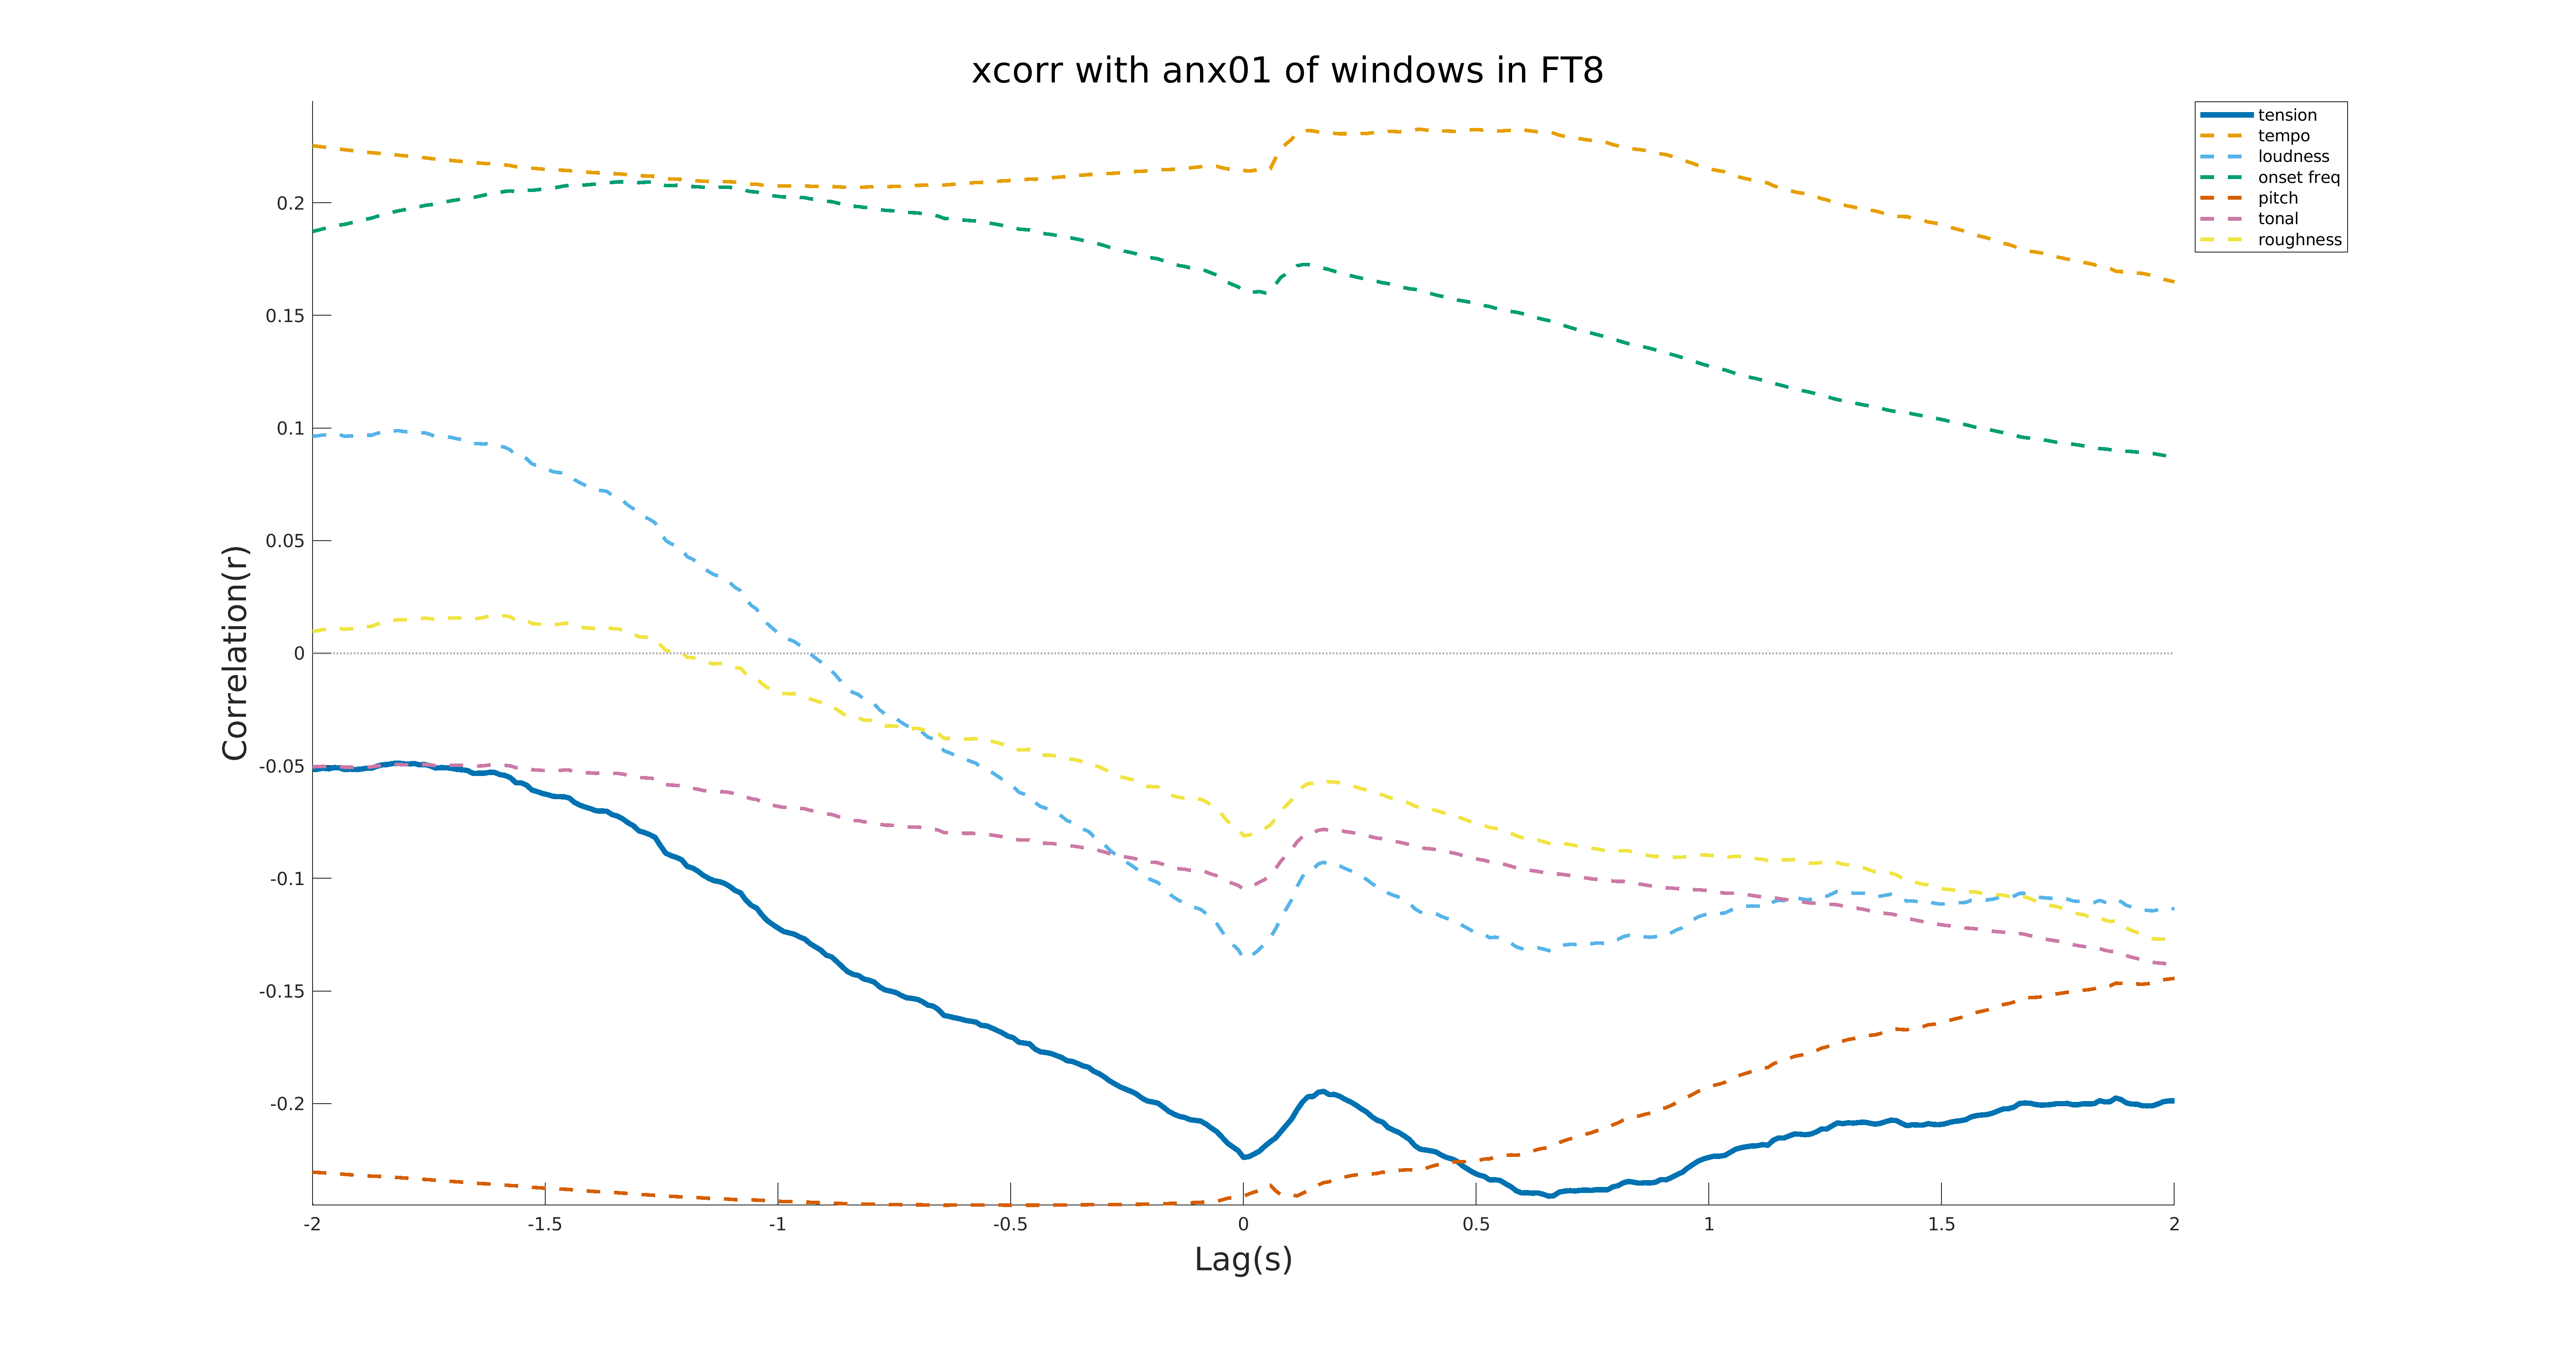 xcorr with anx01 of windows in FT8
tension
tempo
loudness
onset freq
pitch
tonal
roughness
Correlation(r)
0.2
0.15
0.1
0.05
0
-0.05
-0.1
-0.15
-0.2
-2
-1.5
-1
-0.5
0
0.5
1
1.5
2
Lag(s)